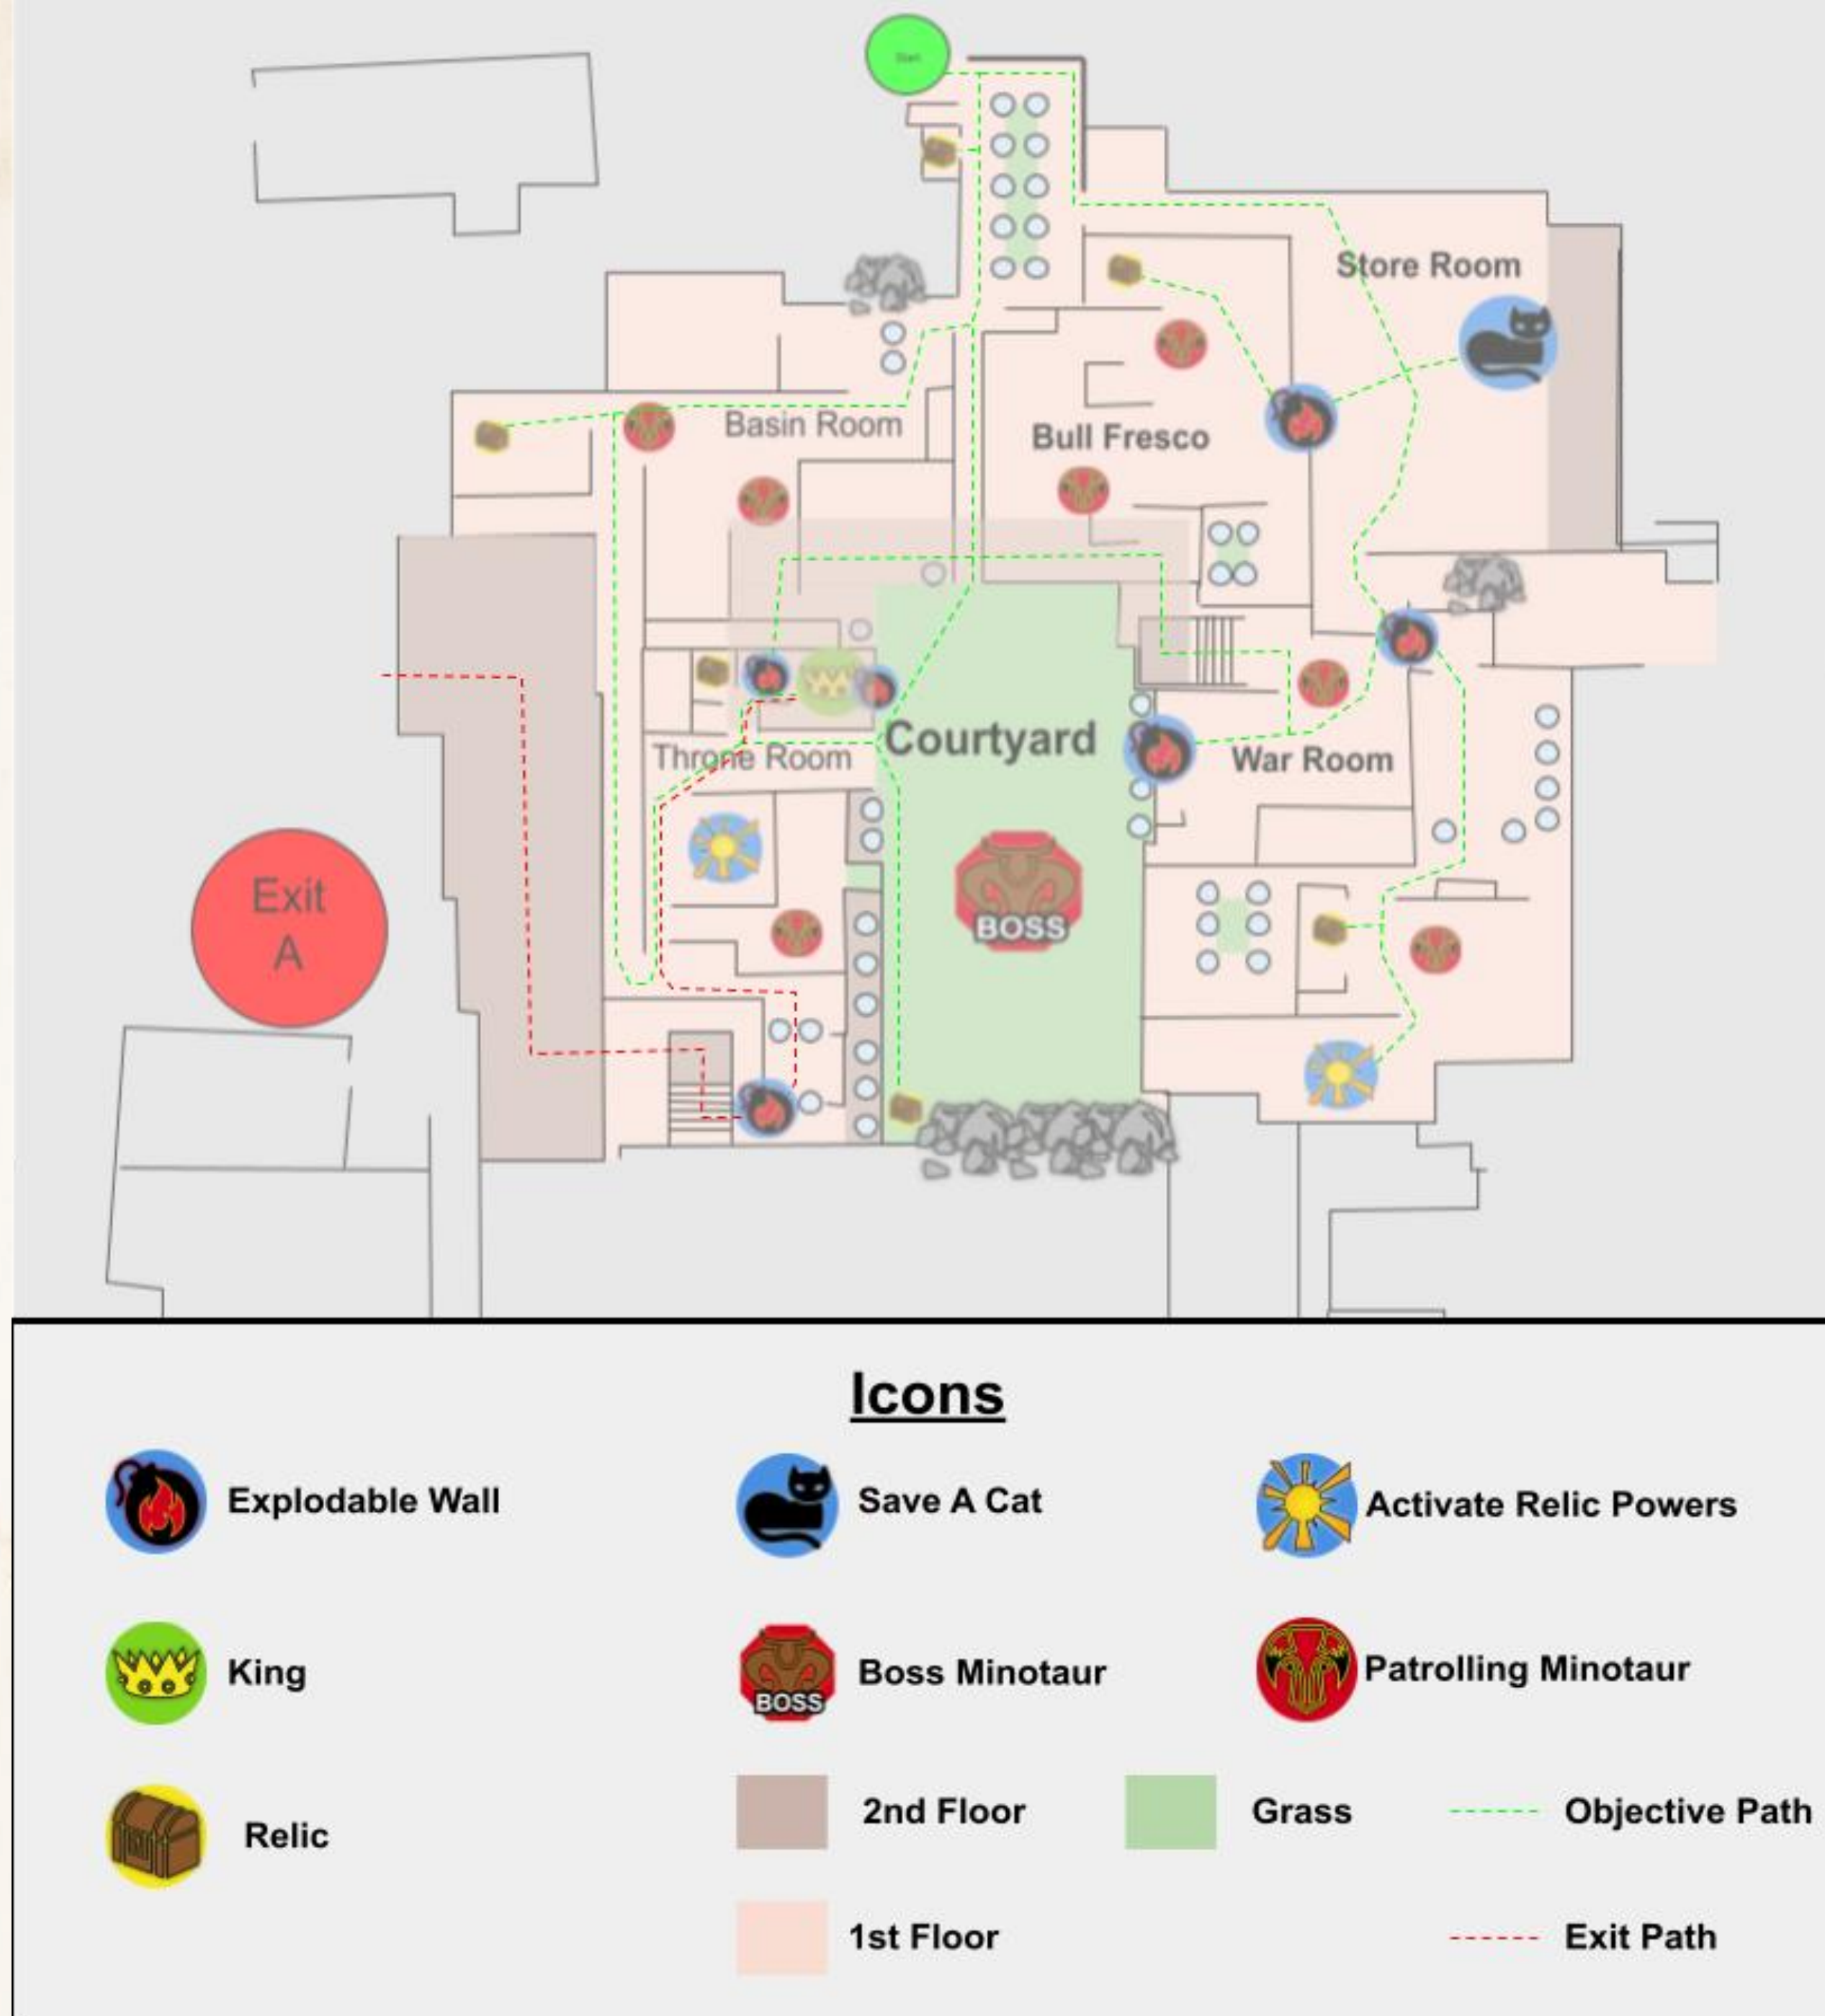 Start
Store Room
Basin Room
Bull Fresco
Courtyard
Throne Room
War Room
Exit
A
BOSS
Icons
Explodable Wall
Save A Cat
Activate Relic Powers
King
BOSS
Boss Minotaur
Patrolling Minotaur
Relic
2nd Floor
Grass
Objective Path
1st Floor
Exit Path